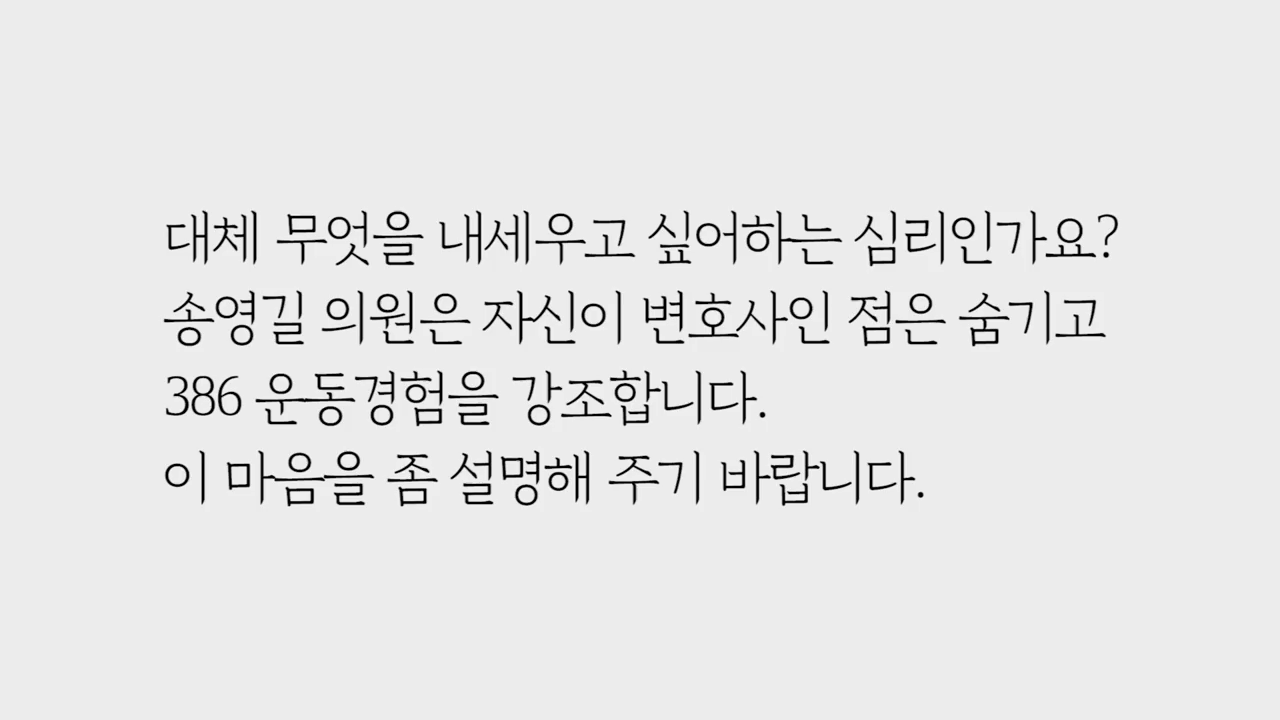 대체 무엇을 내세우고 싶어하는 심리인가요?
송영길 의원은 자신이 변호사인 점은 숨기고
386 운동경험을 강조합니다.
이 마음을 좀 설명해 주기 바랍니다.